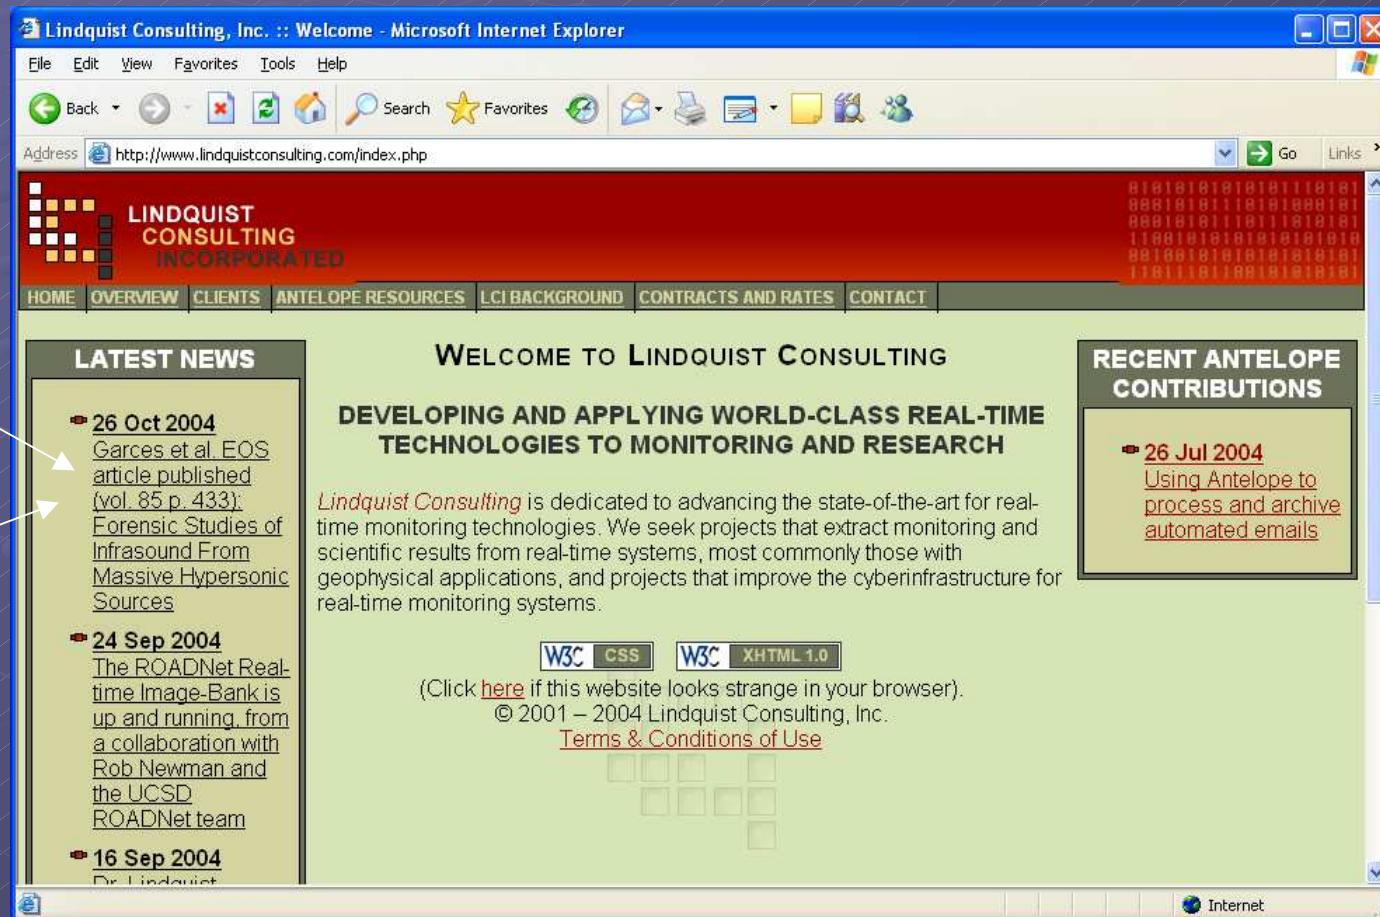 Lindquist Consulting, Inc. :: Welcome - Microsoft Internet Explorer
File Edit View Favorites Tools Help
Back Search Favorites
Address http://www.lindquistconsulting.com/index.php Go Links
LINDQUIST
CONSULTING
INCORPORATED
HOME OVERVIEW CLIENTS ANTELOPE RESOURCES LCI BACKGROUND CONTRACTS AND RATES CONTACT
LATEST NEWS
26 Oct 2004
Garces et al. EOS
article published
(vol. 85 p. 433):
Forensic Studies of
Infrasound From
Massive Hypersonic
Sources
24 Sep 2004
The ROADNet Real-
time Image-Bank is
up and running, from
a collaboration with
Rob Newman and
the UCSD
ROADNet team
16 Sep 2004
Dr. Lindquist
WELCOME TO LINDQUIST CONSULTING
DEVELOPING AND APPLYING WORLD-CLASS REAL-TIME
TECHNOLOGIES TO MONITORING AND RESEARCH
Lindquist Consulting is dedicated to advancing the state-of-the-art for real-
time monitoring technologies. We seek projects that extract monitoring and
scientific results from real-time systems, most commonly those with
geophysical applications, and projects that improve the cyberinfrastructure for
real-time monitoring systems.
W3C CSS W3C XHTML 1.0
(Click here if this website looks strange in your browser).
© 2001 – 2004 Lindquist Consulting, Inc.
Terms & Conditions of Use
RECENT ANTELOPE
CONTRIBUTIONS
26 Jul 2004
Using Antelope to
process and archive
automated emails
Internet